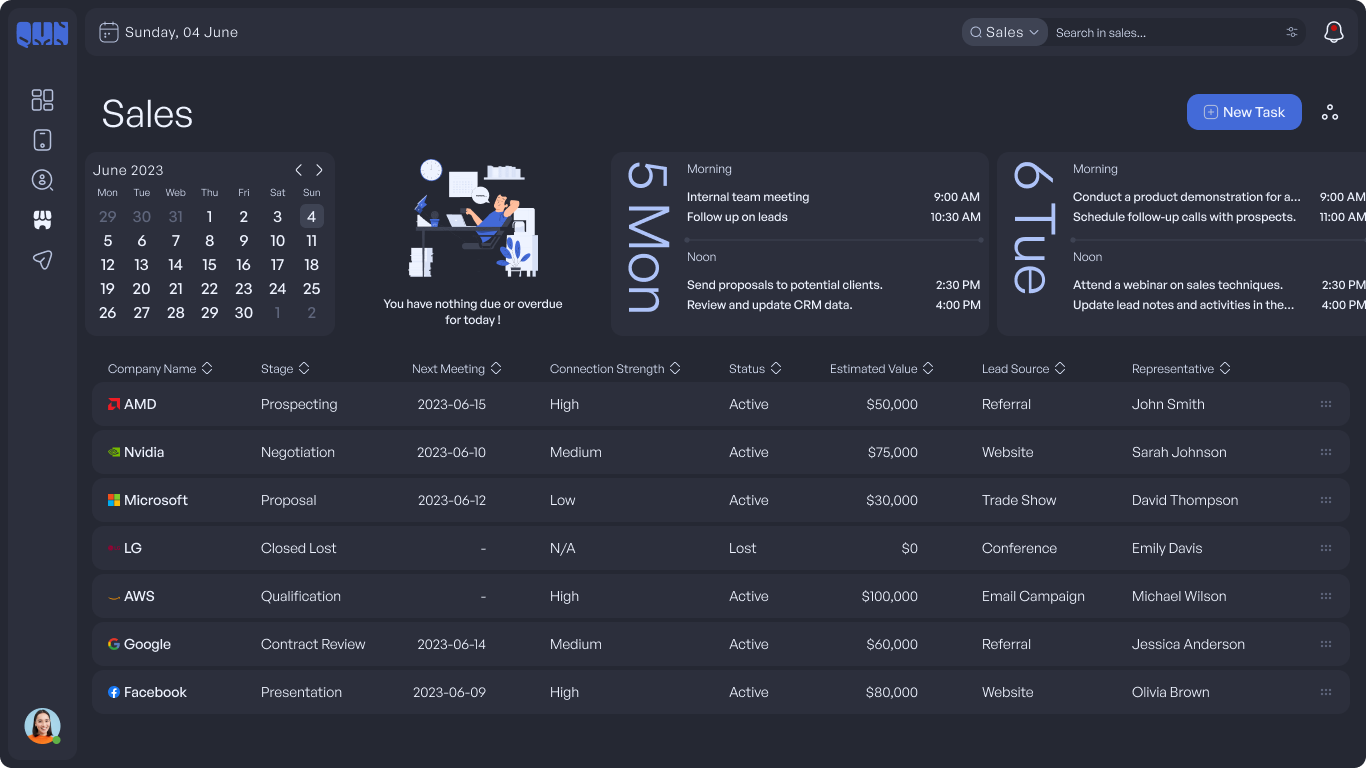 QUN
Sunday, 04 June
Sales
Search in sales...
Sales
New Task
June 2023
Mon Tue Web Thu Fri Sat Sun
29 30 31 1 2 3 4
5 6 7 8 9 10 11
12 13 14 15 16 17 18
19 20 21 22 23 24 25
26 27 28 29 30 1 2
You have nothing due or overdue
for today !
5 Mon
Morning
Internal team meeting 9:00 AM
Follow up on leads 10:30 AM
Noon
Send proposals to potential clients. 2:30 PM
Review and update CRM data. 4:00 PM
6 Tue
Morning
Conduct a product demonstration for a... 9:00 AM
Schedule follow-up calls with prospects. 11:00 AM
Noon
Attend a webinar on sales techniques. 2:30 PM
Update lead notes and activities in the... 4:00 PM
Company Name Stage Next Meeting Connection Strength Status Estimated Value Lead Source Representative
AMD Prospecting 2023-06-15 High Active $50,000 Referral John Smith
Nvidia Negotiation 2023-06-10 Medium Active $75,000 Website Sarah Johnson
Microsoft Proposal 2023-06-12 Low Active $30,000 Trade Show David Thompson
LG Closed Lost - N/A Lost $0 Conference Emily Davis
AWS Qualification - High Active $100,000 Email Campaign Michael Wilson
Google Contract Review 2023-06-14 Medium Active $60,000 Referral Jessica Anderson
Facebook Presentation 2023-06-09 High Active $80,000 Website Olivia Brown